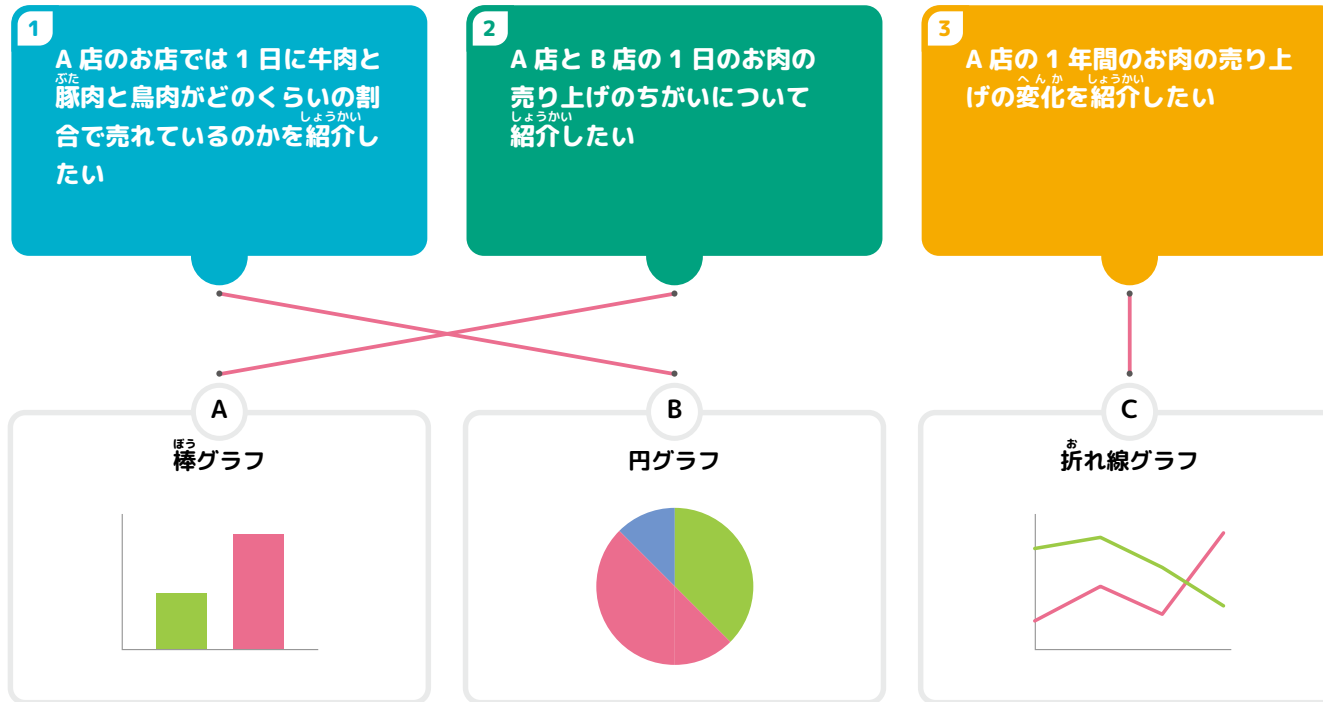 1
A 店のお店では 1 日に牛肉と
豚肉と鳥肉がどのくらいの割
合で売れているのかを紹介し
たい
ぶた
しょうかい
2
A 店と B 店の 1 日のお肉の
売り上げのちがいについて
紹介したい
しょうかい
3
A 店の 1 年間のお肉の売り上
げの変化を紹介したい
へんか
しょうかい
A
ぼう
棒グラフ
B
円グラフ
C
お
折れ線グラフ